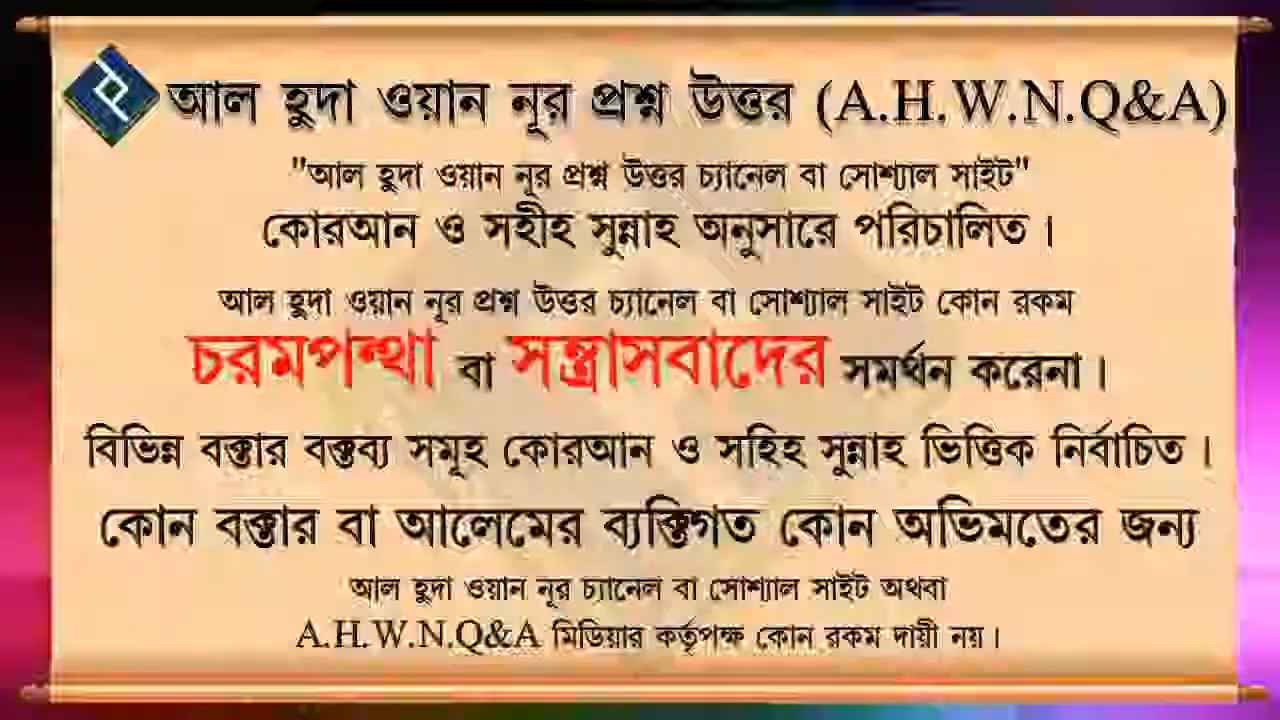 আল হুদা ওয়ান নূর প্রশ্ন উত্তর (A.H.W.N.Q&A)
"আল হুদা ওয়ান নূর প্রশ্ন উত্তর চ্যানেল বা সোশ্যাল সাইট"
কোরআন ও সহীহ সুন্নাহ অনুসারে পরিচালিত।
আল হুদা ওয়ান নূর প্রশ্ন উত্তর চ্যানেল বা সোশ্যাল সাইট কোন রকম
চরমপন্থা বা সন্ত্রাসবাদের সমর্থন করেনা।
বিভিন্ন বক্তার বক্তব্য সমূহ কোরআন ও সহিহ সুন্নাহ ভিত্তিক নির্বাচিত।
কোন বক্তার বা আলেমের ব্যক্তিগত কোন অভিমতের জন্য
আল হুদা ওয়ান নূর চ্যানেল বা সোশ্যাল সাইট অথবা
A.H.W.N.Q&A মিডিয়ার কর্তৃপক্ষ কোন রকম দায়ী নয়।